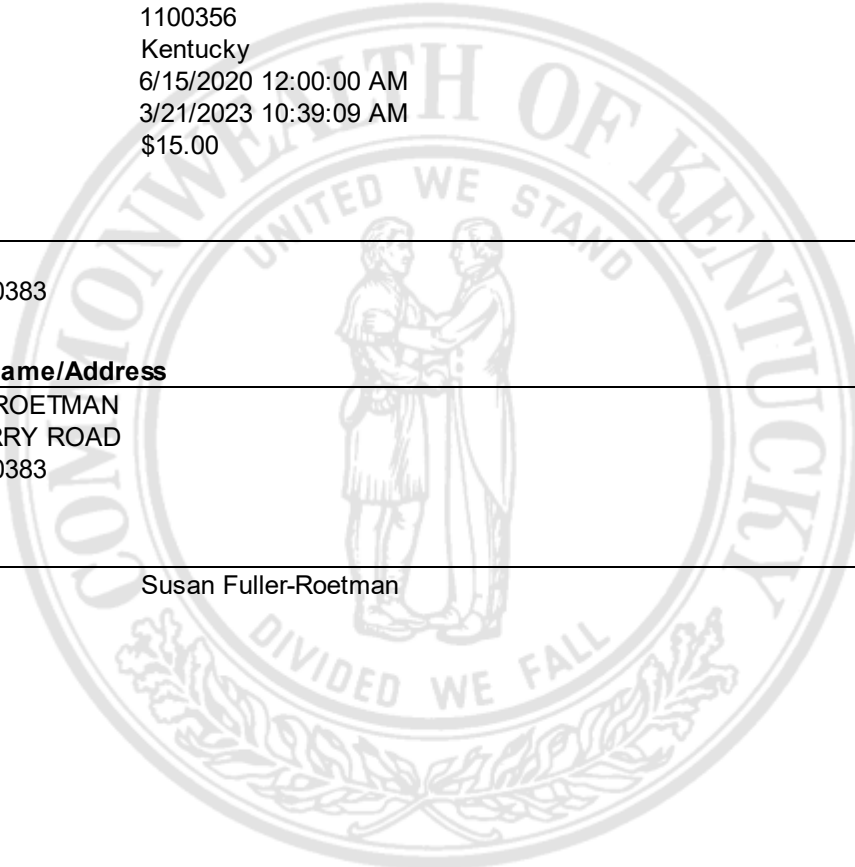 1100356
Kentucky
6/15/2020 12:00:00 AM
3/21/2023 10:39:09 AM
$15.00
0383
ame/Address
ROETMAN
RRY ROAD
0383
Susan Fuller-Roetman
COMMONWEALTH OF KENTUCKY
UNITED WE STAND
DIVIDED WE FALL